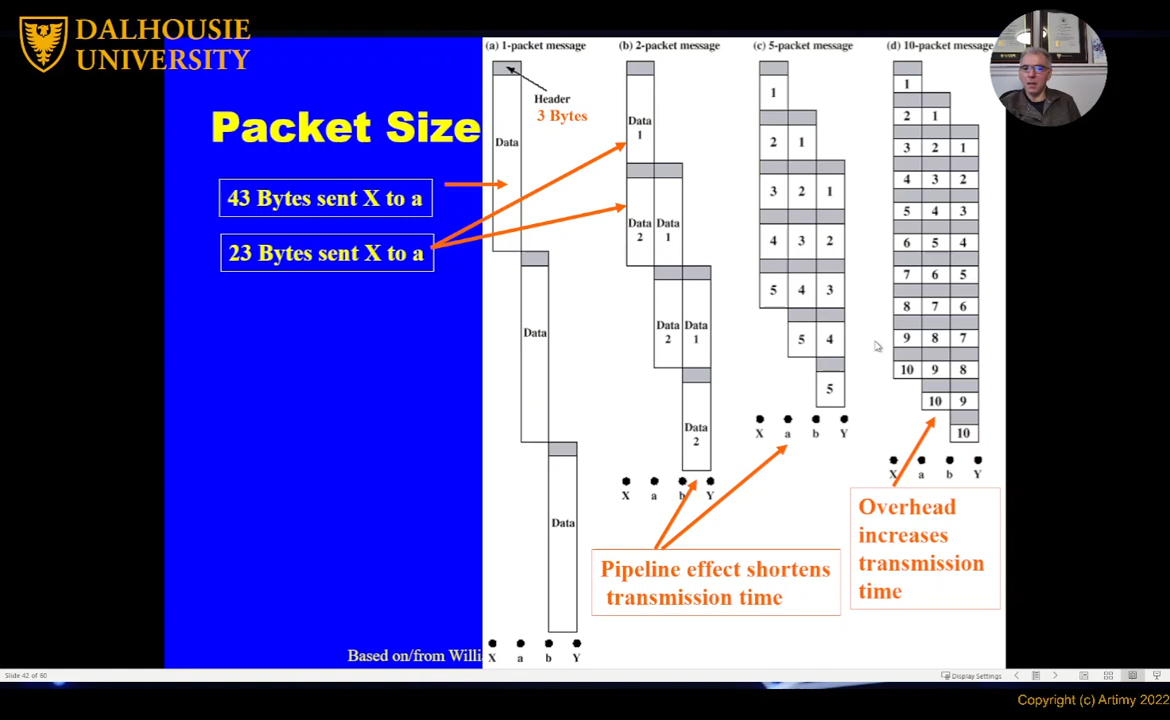 DALHOUSIE
UNIVERSITY
Packet Size
43 Bytes sent X to a
23 Bytes sent X to a
(a) 1-packet message
Header
3 Bytes
Data
Data
Data
X a b Y
(b) 2-packet message
Data
1
Data Data
2 1
Data Data
2 1
Data
2
X a b Y
(c) 5-packet message
1
2 1
3 2 1
4 3 2
5 4 3
5 4
5
X a b Y
(d) 10-packet message
1
2 1
3 2 1
4 3 2
5 4 3
6 5 4
7 6 5
8 7 6
9 8 7
10 9 8
10 9
10
X a b Y
Pipeline effect shortens
transmission time
Overhead
increases
transmission
time
Based on/from Willi
Slide 42 of 60
Display Settings
Copyright (c) Artimy 2022